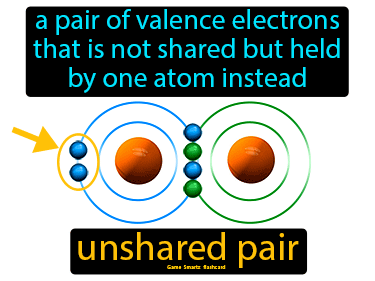 a pair of valence electrons
that is not shared but held
by one atom instead
unshared pair
Game Smartz flashcard